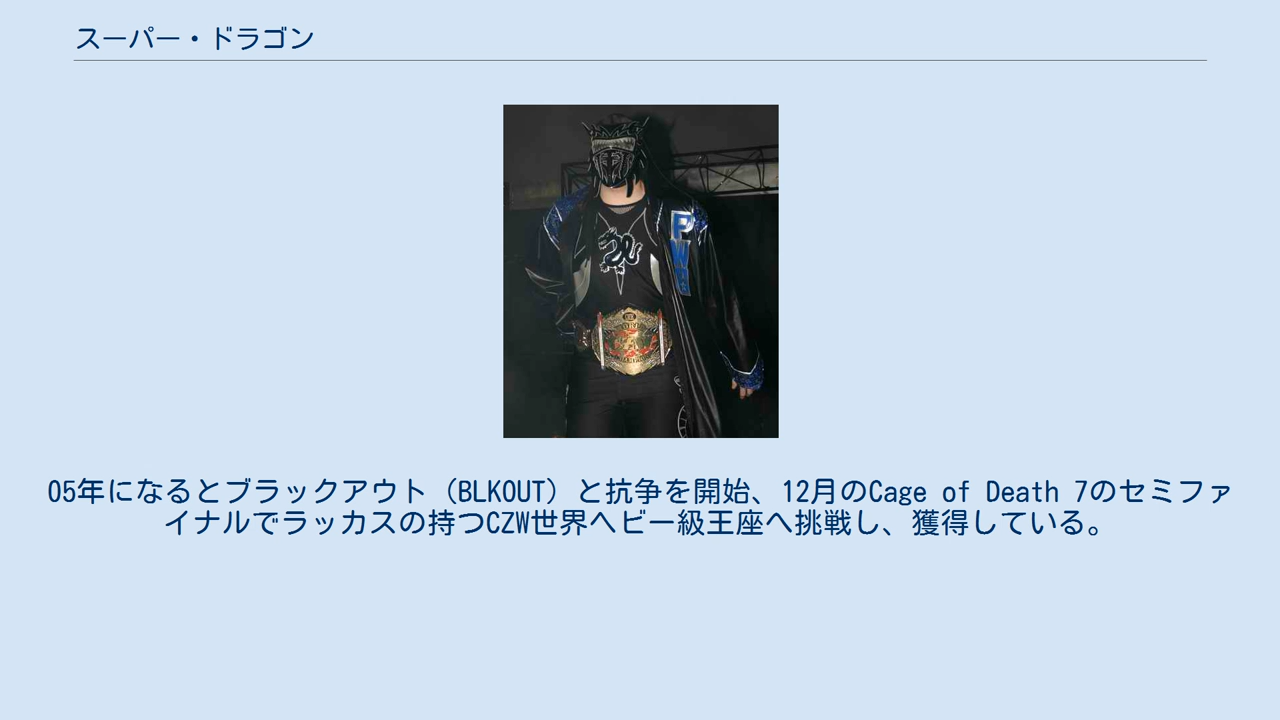 スーパー・ドラゴン
PW
05年になるとブラックアウト（BLKOUT）と抗争を開始、12月のCage of Death 7のセミファ
イナルでラッカスの持つCZW世界ヘビー級王座へ挑戦し、獲得している。